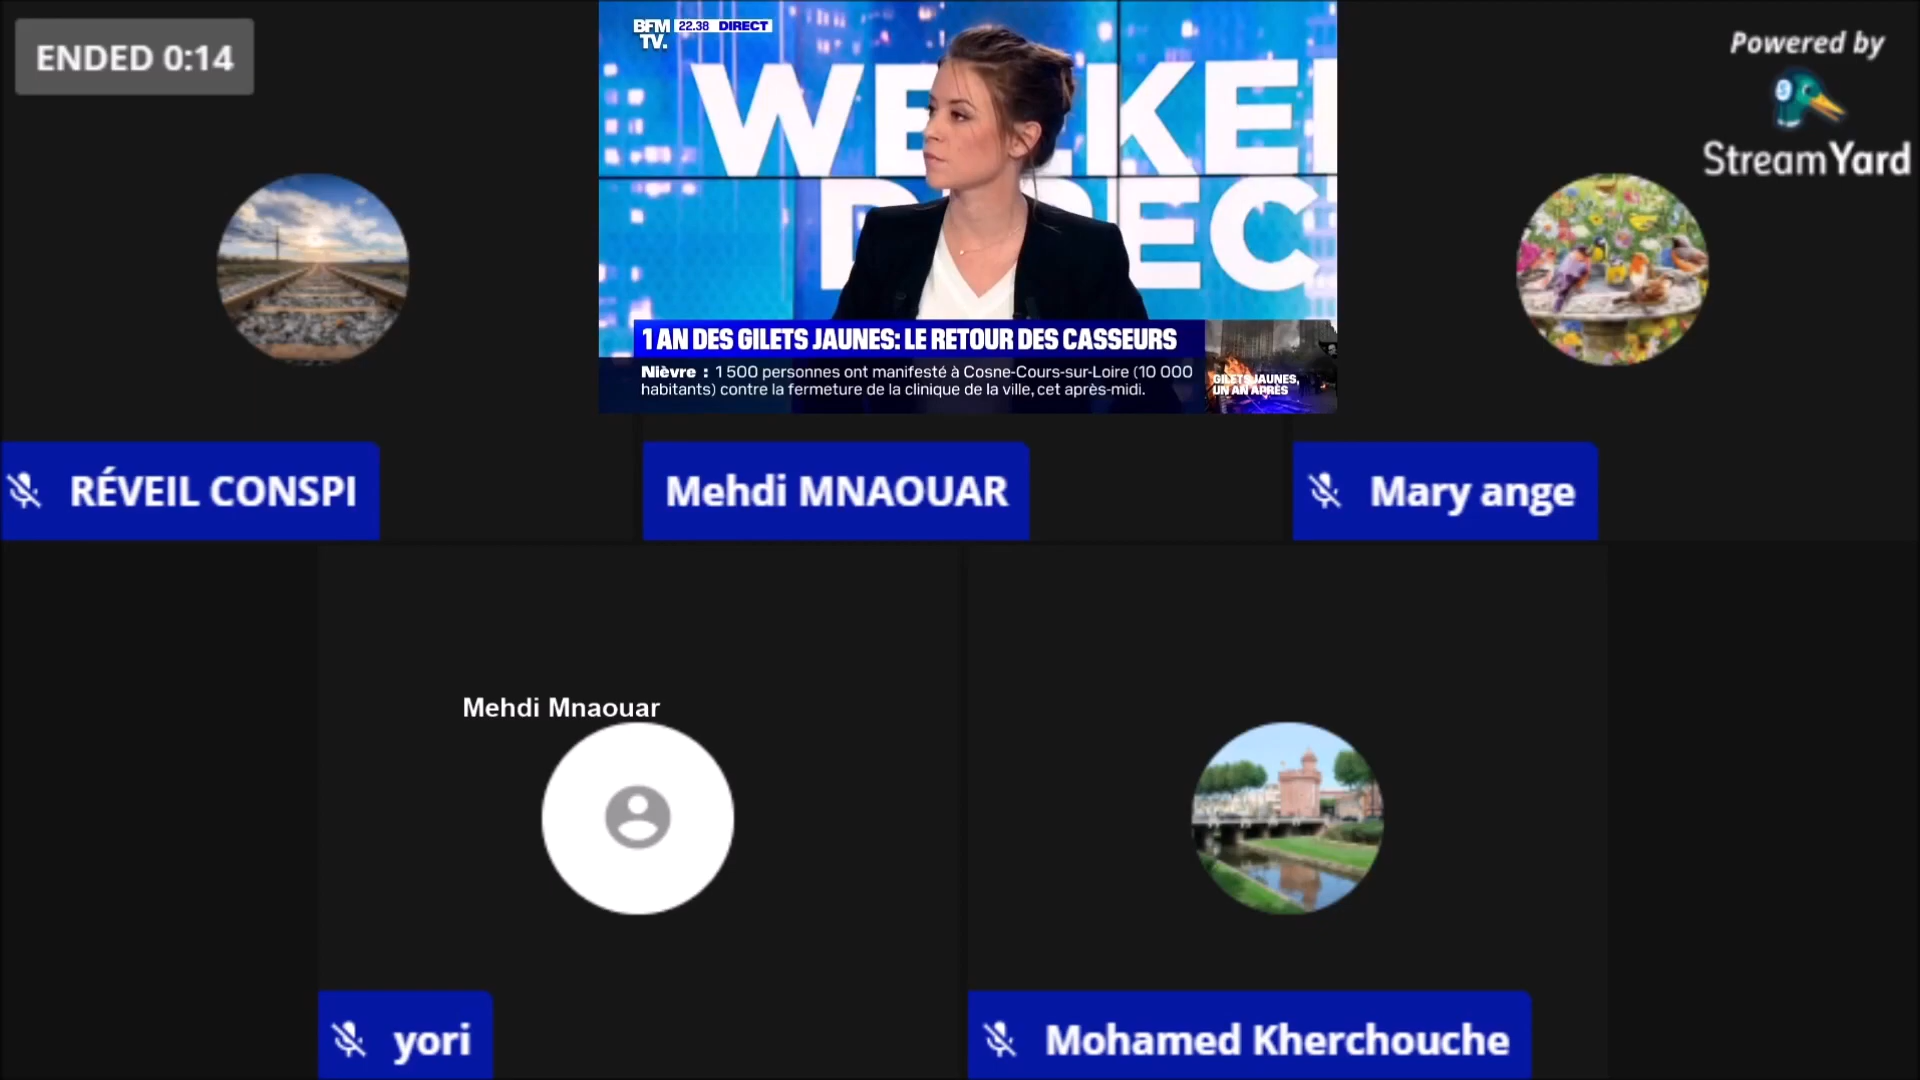 ENDED 0:14
BFM 22.38 DIRECT
TV.
WEEKE
DIREC
1 AN DES GILETS JAUNES: LE RETOUR DES CASSEURS
Nièvre : 1 500 personnes ont manifesté à Cosne-Cours-sur-Loire (10 000
habitants) contre la fermeture de la clinique de la ville, cet après-midi.
GILETS JAUNES,
UN AN APRÈS
Powered by
StreamYard
RÉVEIL CONSPI
Mehdi MNAOUAR
Mary ange
Mehdi Mnaouar
yori
Mohamed Kherchouche